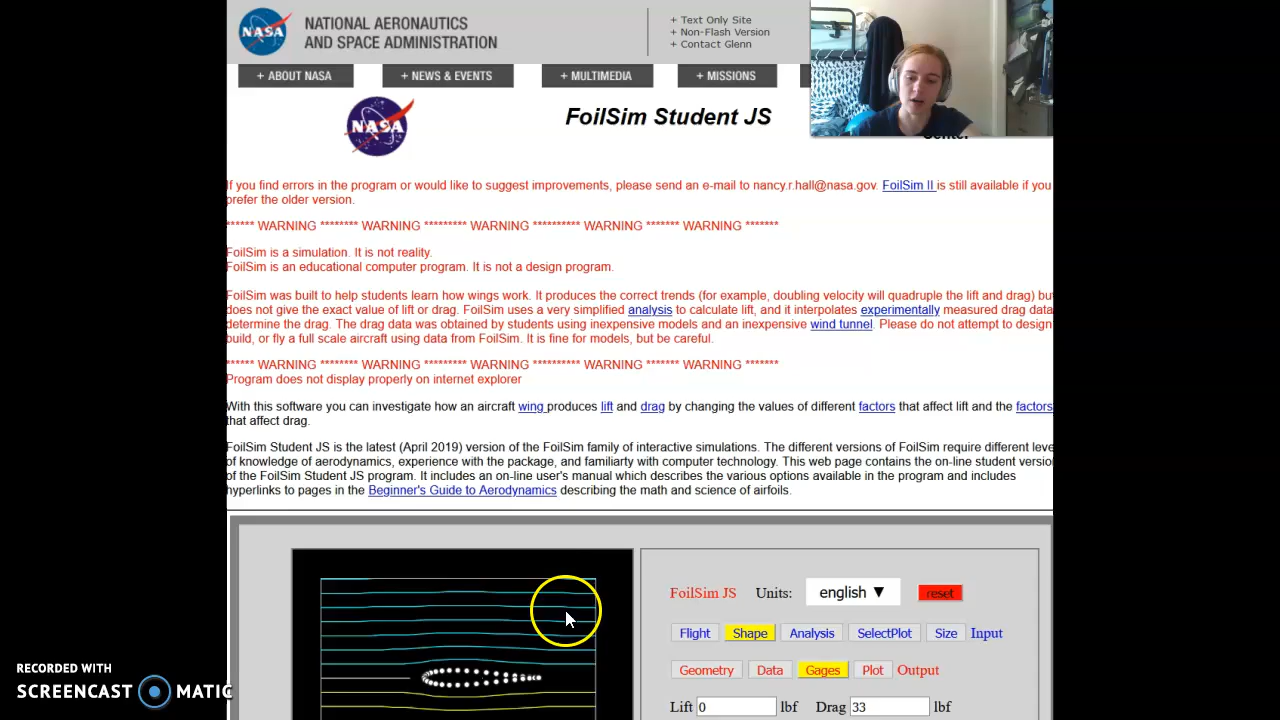 NASA
NATIONAL AERONAUTICS
AND SPACE ADMINISTRATION
+ Text Only Site
+ Non-Flash Version
+ Contact Glenn
+ ABOUT NASA
+ NEWS & EVENTS
+ MULTIMEDIA
+ MISSIONS
NASA
FoilSim Student JS
Center
If you find errors in the program or would like to suggest improvements, please send an e-mail to nancy.r.hall@nasa.gov. FoilSim II is still available if you
prefer the older version.
****** WARNING ******** WARNING ********* WARNING ********** WARNING ******* WARNING *******
FoilSim is a simulation. It is not reality.
FoilSim is an educational computer program. It is not a design program.
FoilSim was built to help students learn how wings work. It produces the correct trends (for example, doubling velocity will quadruple the lift and drag) bu
does not give the exact value of lift or drag. FoilSim uses a very simplified analysis to calculate lift, and it interpolates experimentally measured drag data
determine the drag. The drag data was obtained by students using inexpensive models and an inexpensive wind tunnel. Please do not attempt to design
build, or fly a full scale aircraft using data from FoilSim. It is fine for models, but be careful.
****** WARNING ******** WARNING ********* WARNING ********** WARNING ******* WARNING *******
Program does not display properly on internet explorer
With this software you can investigate how an aircraft wing produces lift and drag by changing the values of different factors that affect lift and the factors
that affect drag.
FoilSim Student JS is the latest (April 2019) version of the FoilSim family of interactive simulations. The different versions of FoilSim require different leve
of knowledge of aerodynamics, experience with the package, and familiarty with computer technology. This web page contains the on-line student versio
of the FoilSim Student JS program. It includes an on-line user's manual which describes the various options available in the program and includes
hyperlinks to pages in the Beginner's Guide to Aerodynamics describing the math and science of airfoils.
FoilSim JS Units: english ▼ reset
Flight Shape Analysis SelectPlot Size Input
Geometry Data Gages Plot Output
Lift 0 lbf Drag 33 lbf
RECORDED WITH
SCREENCAST MATIC